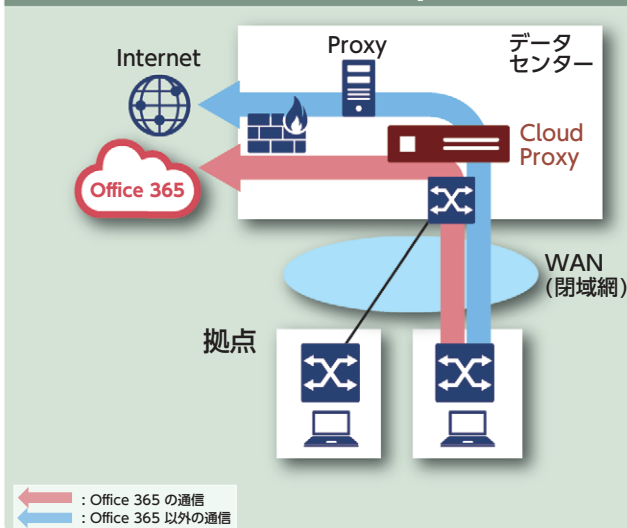 Internet
Proxy
データ
センター
Cloud
Proxy
Office 365
WAN
(閉域網)
拠点
: Office 365 の通信
: Office 365 以外の通信